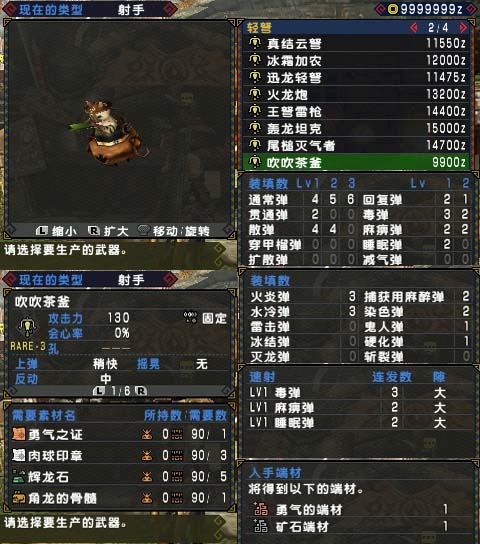 现在的类型 射手
9999999z
缩小 扩大 移动/旋转
请选择要生产的武器。
轻弩 2/4
真结云弩 11550z
冰霜加农 12000z
迅龙轻弩 11475z
火龙炮 13200z
王弩雷枪 14400z
轰龙坦克 15000z
尾槌灭气者 14700z
吹吹茶釜 9900z
装填数 Lv1 2 3 Lv 1 2
通常弹 4 5 6 回复弹 2 1
贯通弹 2 0 0 毒弹 3 2
散弹 4 4 0 麻痹弹 2 2
穿甲榴弹 0 0 0 睡眠弹 2 0
扩散弹 0 0 0 减气弹 0 0
现在的类型 射手
吹吹茶釜
攻击力 130 固定
会心率 0%
RARE-3 孔 ---
上弹 稍快 摇晃 无
反动 中
L 1/6 R
需要素材名 所持数 需要数
勇气之证 0 90/ 1
肉球印章 0 90/ 3
辉龙石 0 90/ 5
角龙的骨髓 0 90/ 1
请选择要生产的武器。
装填数
火炎弹 3 捕获用麻醉弹 2
水冷弹 3 染色弹 2
雷击弹 0 鬼人弹 1
冰结弹 0 硬化弹 1
灭龙弹 0 斩裂弹 0
速射 连发数 隙
LV1 毒弹 3 大
LV1 麻痹弹 2 大
LV1 睡眠弹 2 大
入手端材
将得到以下的端材。
勇气的端材 1
矿石端材 1